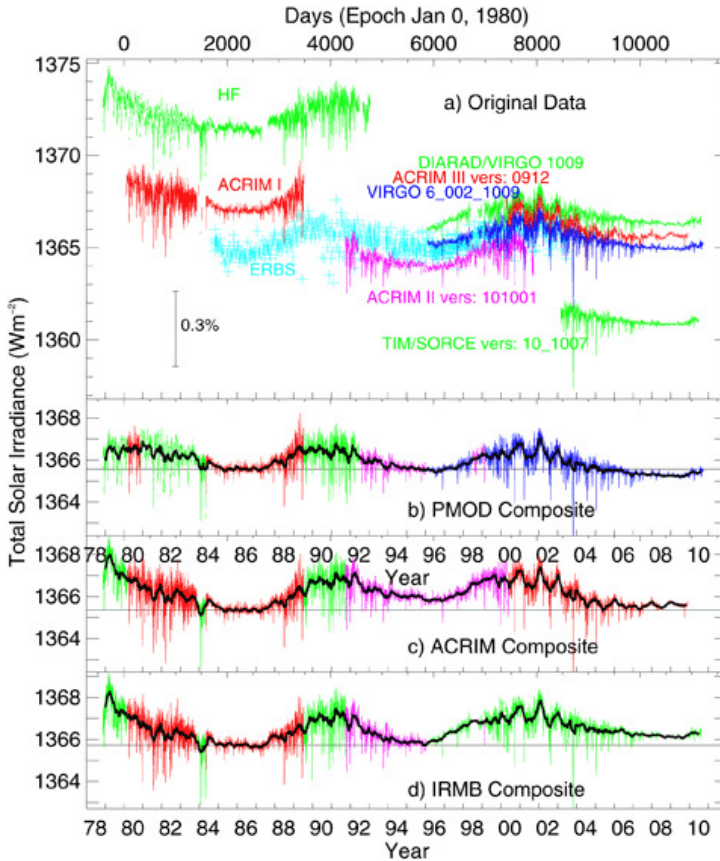 Days (Epoch Jan 0, 1980)
0 2000 4000 6000 8000 10000
1375
HF
a) Original Data
1370
DIARAD/VIRGO 1009
ACRIM III vers: 0912
ACRIM I
VIRGO 6_002_1009
1365
ERBS
ACRIM II vers: 101001
0.3%
1360
TIM/SORCE vers: 10_1007
Total Solar Irradiance (Wm-2)
1368
1366
1364
b) PMOD Composite
78 80 82 84 86 88 90 92 94 96 98 00 02 04 06 08 10
Year
1368
1366
1364
c) ACRIM Composite
1368
1366
1364
d) IRMB Composite
78 80 82 84 86 88 90 92 94 96 98 00 02 04 06 08 10
Year